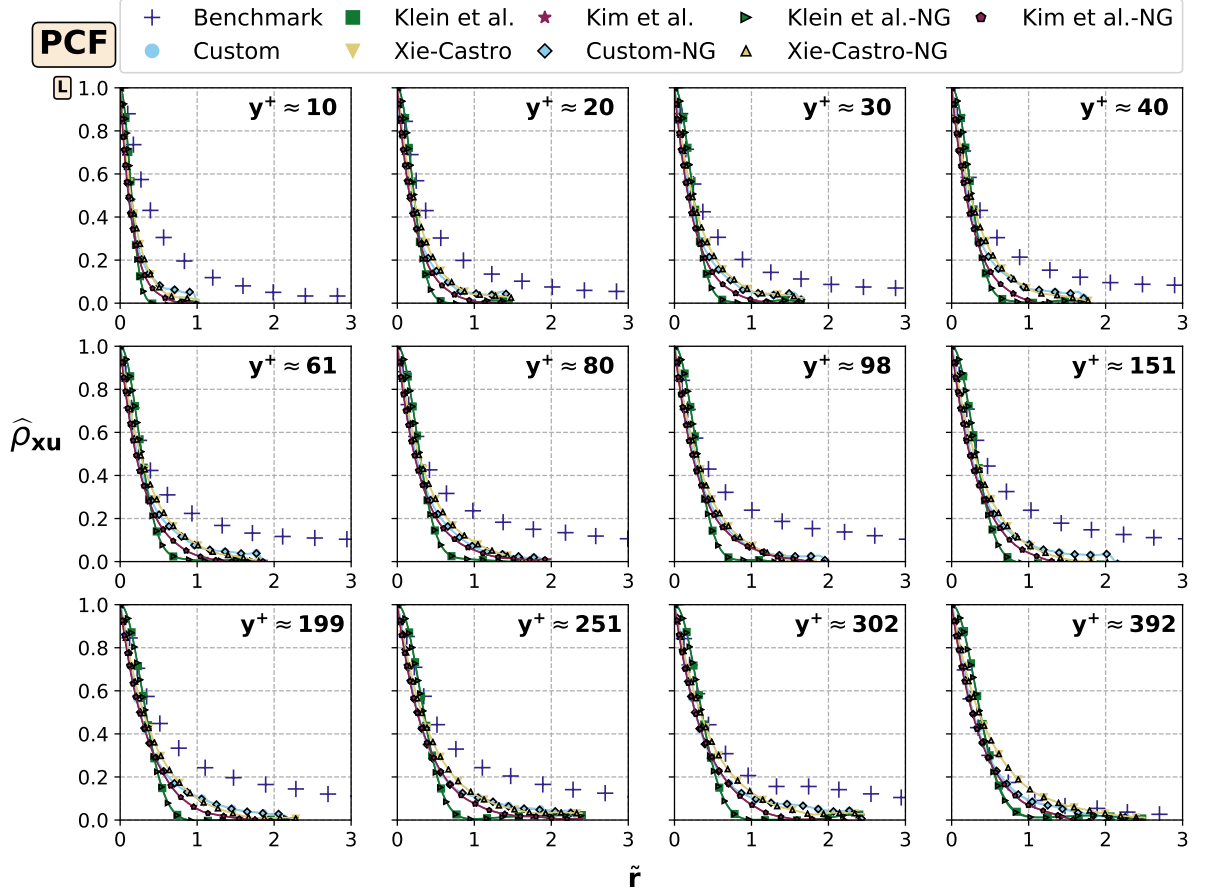 PCF
Benchmark Klein et al. Kim et al. Klein et al.-NG Kim et al.-NG
Custom Xie-Castro Custom-NG Xie-Castro-NG
L
1.0 0.8 0.6 0.4 0.2 0.0
y⁺ ≈ 10 y⁺ ≈ 20 y⁺ ≈ 30 y⁺ ≈ 40
0 1 2 3 0 1 2 3 0 1 2 3 0 1 2 3
1.0 0.8 0.6 0.4 0.2 0.0
y⁺ ≈ 61 y⁺ ≈ 80 y⁺ ≈ 98 y⁺ ≈ 151
ρ̂xu
0 1 2 3 0 1 2 3 0 1 2 3 0 1 2 3
1.0 0.8 0.6 0.4 0.2 0.0
y⁺ ≈ 199 y⁺ ≈ 251 y⁺ ≈ 302 y⁺ ≈ 392
0 1 2 3 0 1 2 3 0 1 2 3 0 1 2 3
r̃